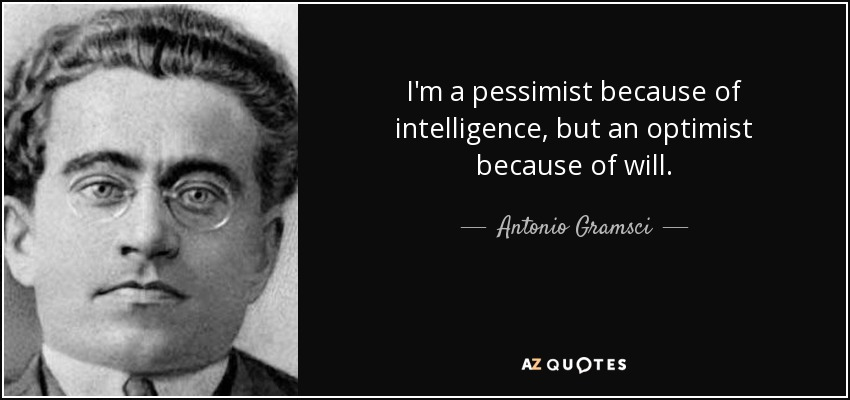 I'm a pessimist because of
intelligence, but an optimist
because of will.
Antonio Gramsci
AZ QUOTES